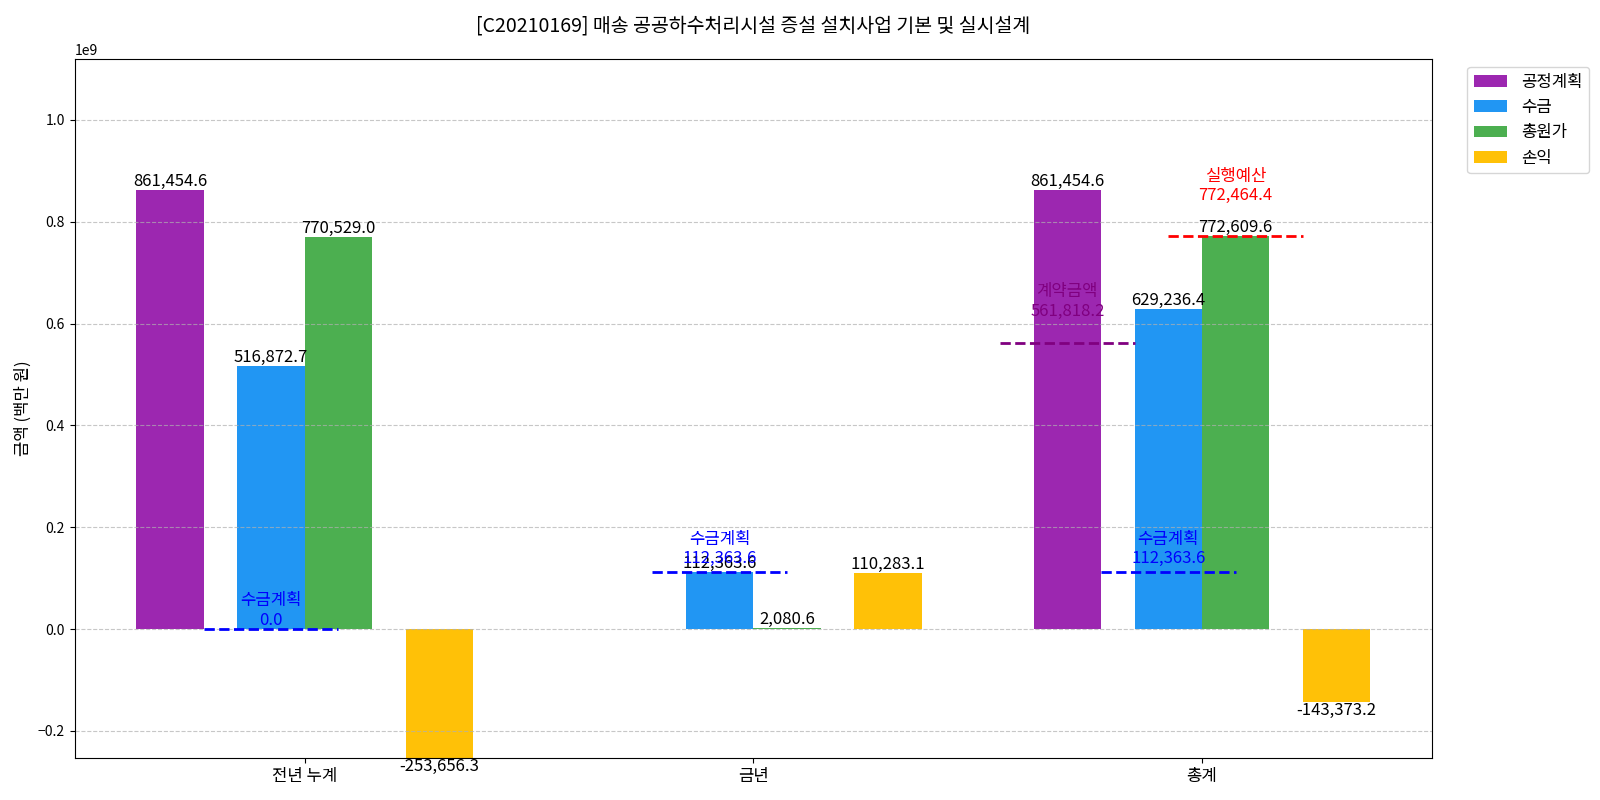 [C20210169] 매송 공공하수처리시설 증설 설치사업 기본 및 실시설계
1e9
금액 (백만 원)
1.0
0.8
0.6
0.4
0.2
0.0
−0.2
861,454.6
516,872.7
770,529.0
수금계획
0.0
-253,656.3
수금계획
112,363.6
112,363.6
2,080.6
110,283.1
861,454.6
계약금액
561,818.2
629,236.4
실행예산
772,464.4
772,609.6
수금계획
112,363.6
-143,373.2
전년 누계
금년
총계
공정계획
수금
총원가
손익